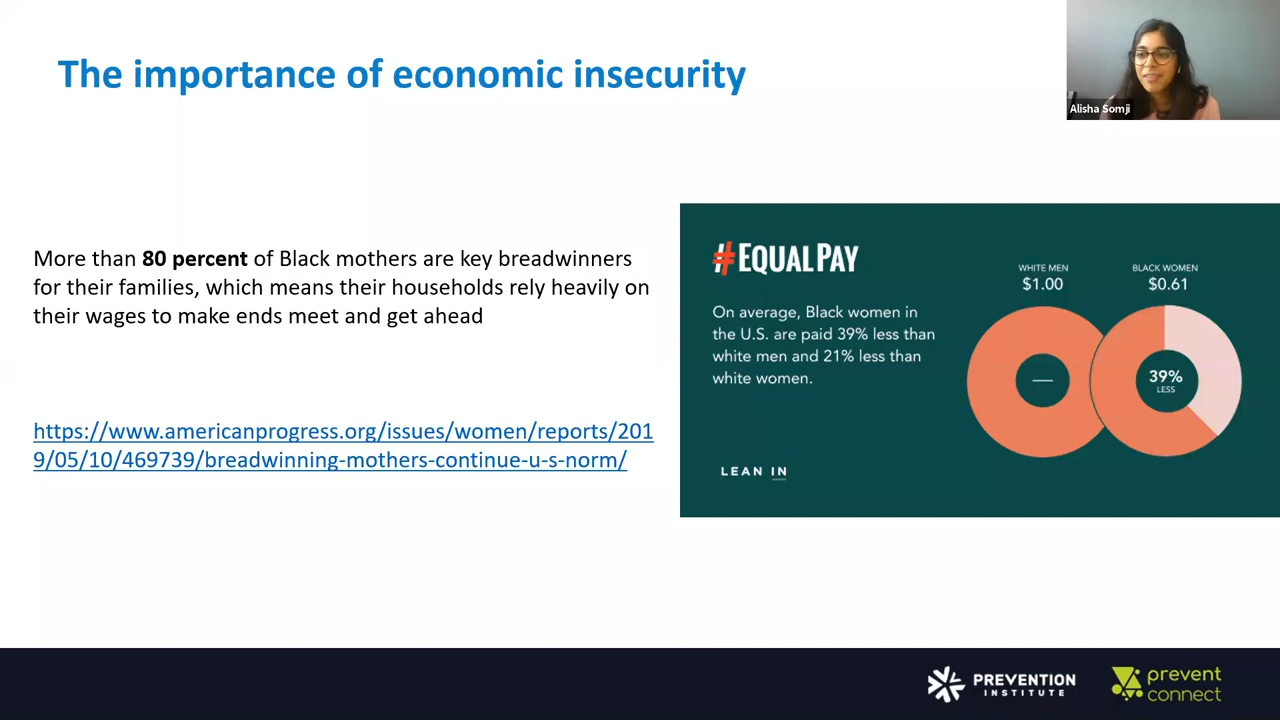 The importance of economic insecurity
Alisha Somji
More than 80 percent of Black mothers are key breadwinners
for their families, which means their households rely heavily on
their wages to make ends meet and get ahead
https://www.americanprogress.org/issues/women/reports/201
9/05/10/469739/breadwinning-mothers-continue-u-s-norm/
#EQUALPAY
On average, Black women in
the U.S. are paid 39% less than
white men and 21% less than
white women.
LEAN IN
WHITE MEN
$1.00
BLACK WOMEN
$0.61
39%
LESS
PREVENTION
INSTITUTE
prevent
connect